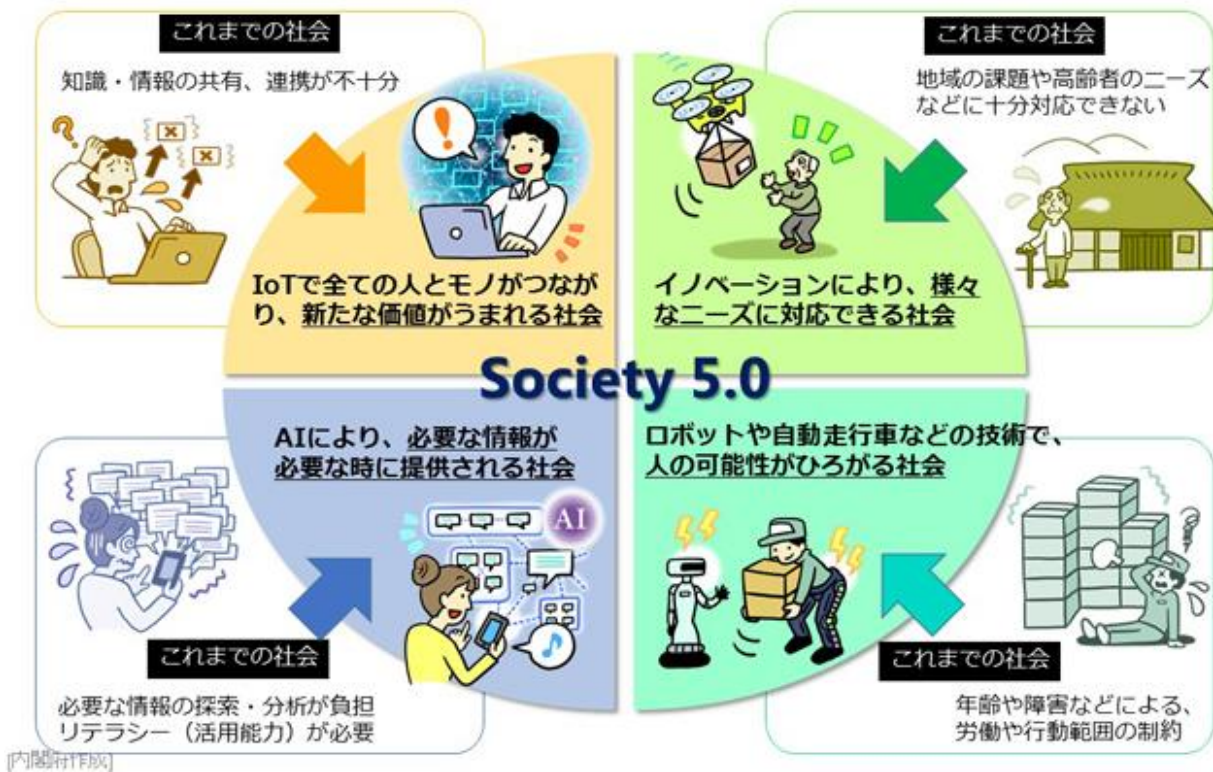 これまでの社会
知識・情報の共有、連携が不十分
IoTで全ての人とモノがつなが
り、新たな価値がうまれる社会
これまでの社会
地域の課題や高齢者のニーズ
などに十分対応できない
イノベーションにより、様々
なニーズに対応できる社会
Society 5.0
AIにより、必要な情報が
必要な時に提供される社会
AI
これまでの社会
必要な情報の探索・分析が負担
リテラシー（活用能力）が必要
ロボットや自動走行車などの技術で、
人の可能性がひろがる社会
これまでの社会
年齢や障害などによる、
労働や行動範囲の制約
[内閣府作成]